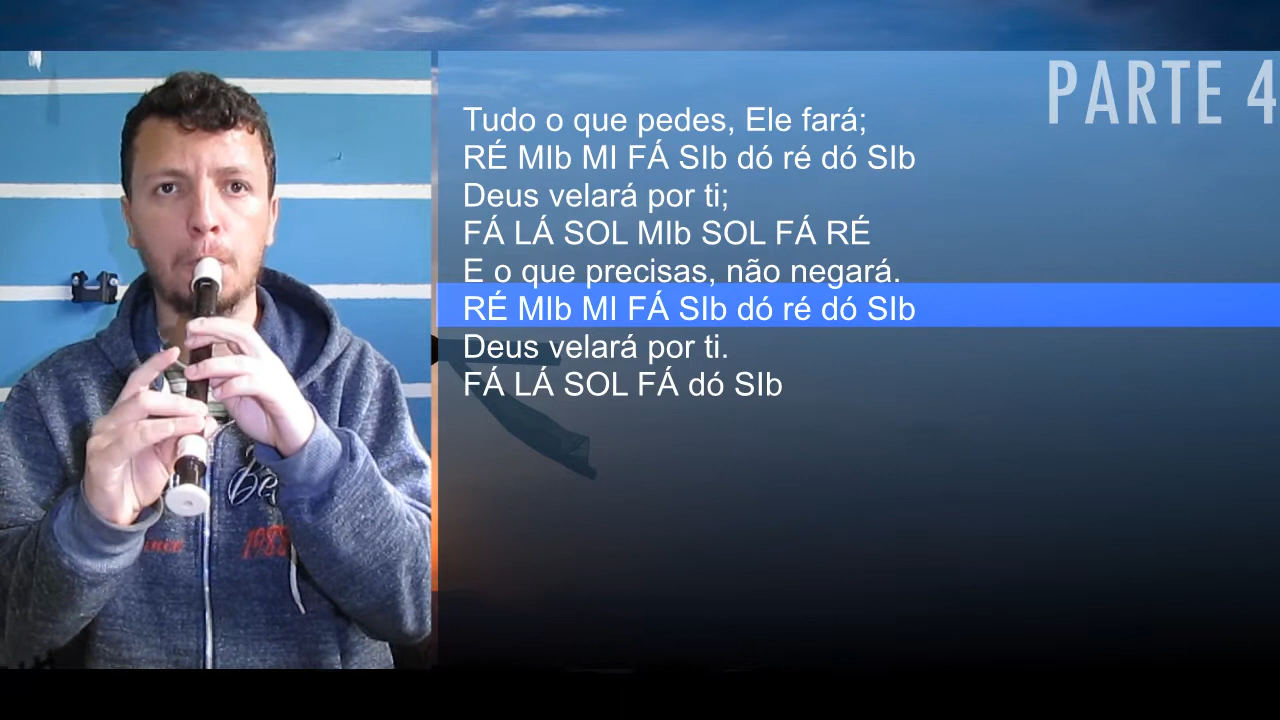 PARTE 4
Tudo o que pedes, Ele fará;
RÉ MIb MI FÁ SIb dó ré dó SIb
Deus velará por ti;
FÁ LÁ SOL MIb SOL FÁ RÉ
E o que precisas, não negará.
RÉ MIb MI FÁ SIb dó ré dó SIb
Deus velará por ti.
FÁ LÁ SOL FÁ dó SIb
1985